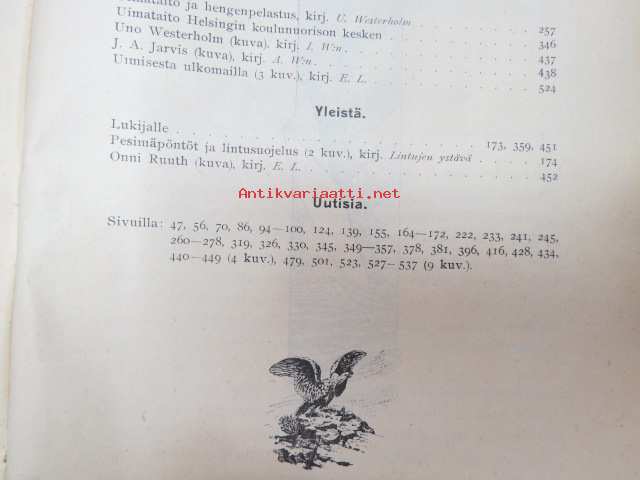 Uimataito ja hengenpelastus, kirj. U. Westerholm 257
Uimataito Helsingin koulunuorison kesken 346
Uno Westerholm (kuva), kirj. I. W:n 437
J. A. Jarvis (kuva), kirj. A. W:n 438
Uimisesta ulkomailla (3 kuv.), kirj. E. L. 524
Yleistä.
Lukijalle 173, 359, 451
Pesimäpöntöt ja lintusuojelus (2 kuv.), kirj. Lintujen ystävä 174
Onni Ruuth (kuva), kirj. E. L. 452
Antikvariaatti.net
Uutisia.
Sivuilla: 47, 56, 70, 86, 94—100, 124, 139, 155, 164—172, 222, 233, 241, 245,
260—278, 319, 326, 330, 345, 349—357, 378, 381, 396, 416, 428, 434,
440—449 (4 kuv.), 479, 501, 523, 527—537 (9 kuv.).